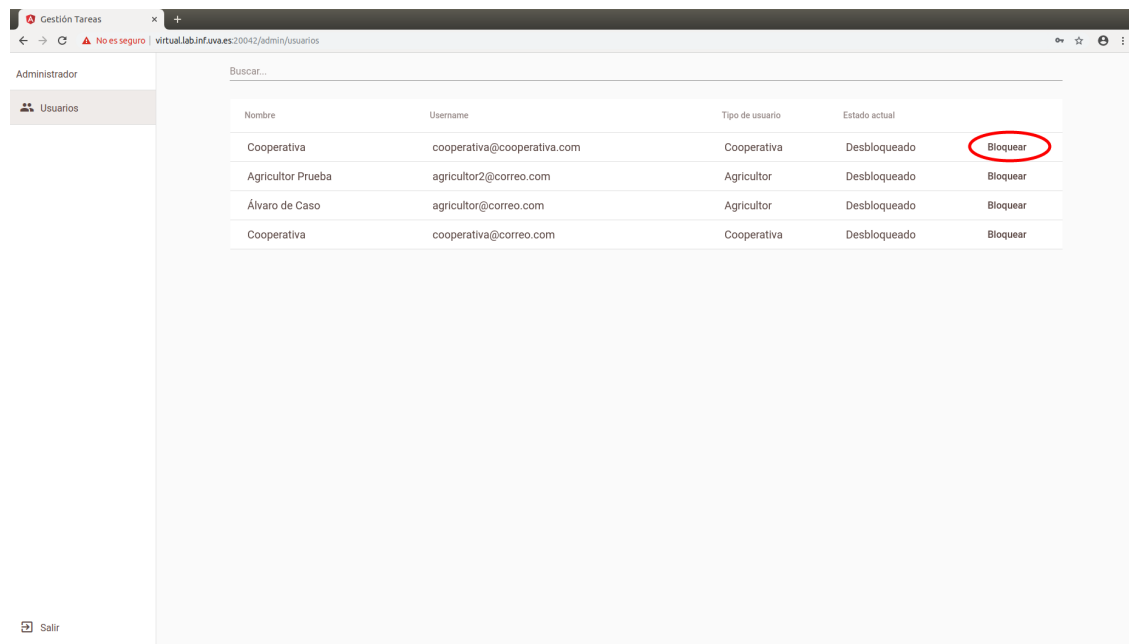 Gestión Tareas
No es seguro | virtual.lab.inf.uva.es:20042/admin/usuarios
Administrador
Usuarios
Buscar...
Nombre Username Tipo de usuario Estado actual
Cooperativa cooperativa@cooperativa.com Cooperativa Desbloqueado Bloquear
Agricultor Prueba agricultor2@correo.com Agricultor Desbloqueado Bloquear
Álvaro de Caso agricultor@correo.com Agricultor Desbloqueado Bloquear
Cooperativa cooperativa@correo.com Cooperativa Desbloqueado Bloquear
Salir